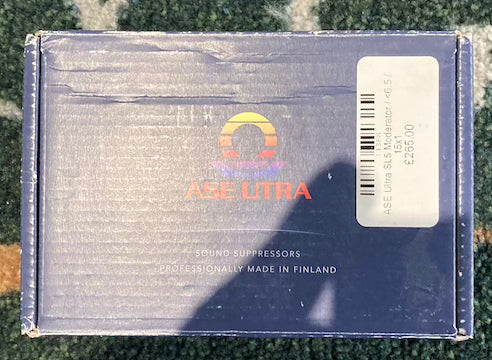 ASE UTRA
SOUND SUPPRESSORS
PROFESSIONALLY MADE IN FINLAND
ASE Utra SL5 Moderator / <6.5 /
15x1
£265.00